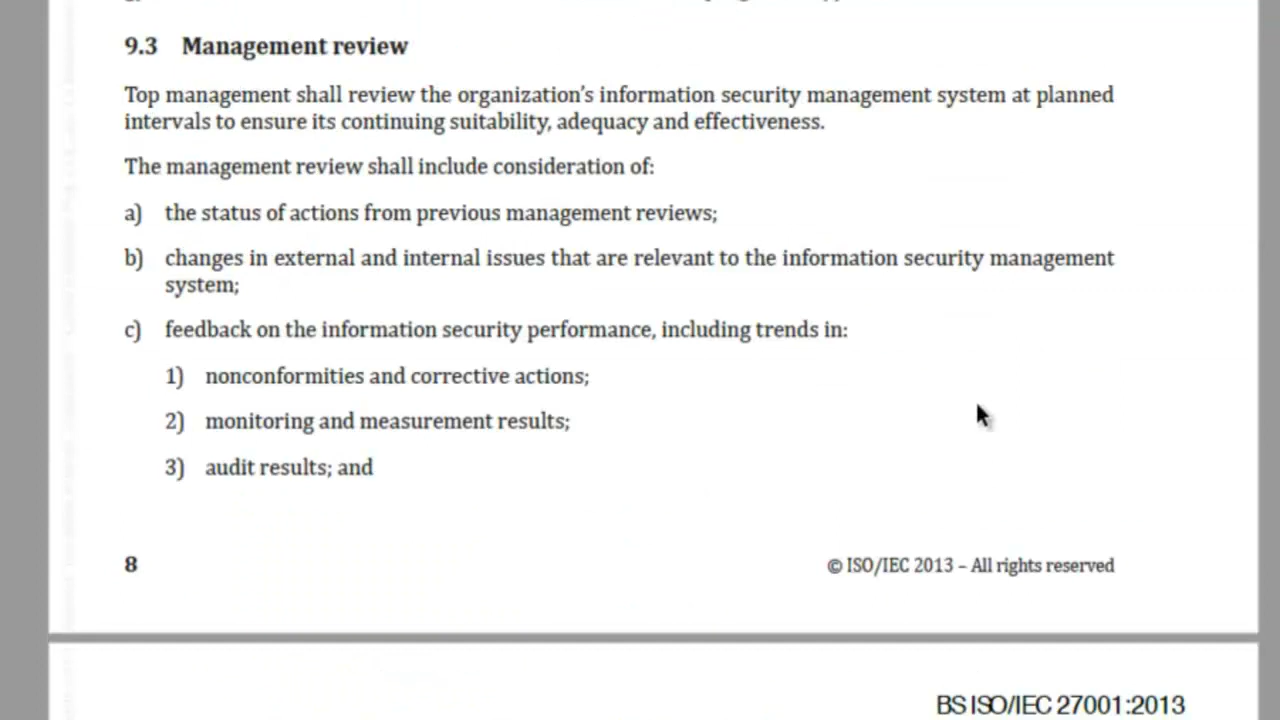 9.3 Management review
Top management shall review the organization’s information security management system at planned
intervals to ensure its continuing suitability, adequacy and effectiveness.
The management review shall include consideration of:
a) the status of actions from previous management reviews;
b) changes in external and internal issues that are relevant to the information security management
system;
c) feedback on the information security performance, including trends in:
1) nonconformities and corrective actions;
2) monitoring and measurement results;
3) audit results; and
8 © ISO/IEC 2013 – All rights reserved
BS ISO/IEC 27001:2013